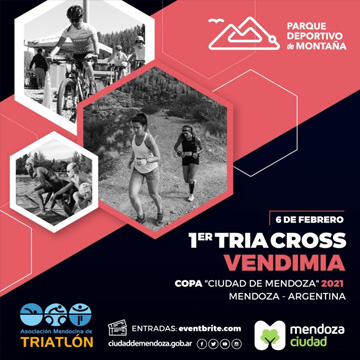 PARQUE
DEPORTIVO
de MONTAÑA
6 DE FEBRERO
1ER TRIA CROSS
VENDIMIA
COPA "CIUDAD DE MENDOZA" 2021
MENDOZA - ARGENTINA
Asociación Mendocina de
TRIATLÓN
ENTRADAS: eventbrite.com
ciudaddemendoza.gob.ar
mendoza
ciudad